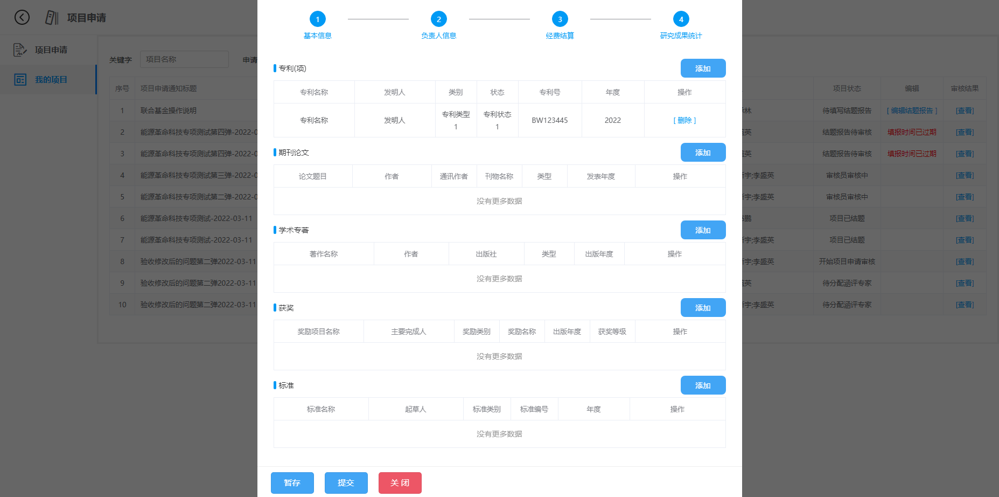 项目申请
项目申请
我的项目
关键字 项目名称 申请
序号 项目申请通知标题 项目状态 编辑 审核结果
1 联合基金操作说明 林 待填写结题报告 [ 编辑结题报告 ] [查看]
2 能源革命科技专项测试第四弹-2022-0 英 结题报告待审核 填报时间已过期 [查看]
3 能源革命科技专项测试第四弹-2022-0 英 结题报告待审核 填报时间已过期 [查看]
4 能源革命科技专项测试第三弹-2022-0 宇;李盛英 审核员审核中 [查看]
5 能源革命科技专项测试第二弹-2022-0 宇;李盛英 审核员审核中 [查看]
6 能源革命科技专项测试-2022-03-11 鹏 项目已结题 [查看]
7 能源革命科技专项测试-2022-03-11 宇;李盛英 项目已结题 [查看]
8 验收修改后的问题第二弹2022-03-11 宇;李盛英 开始项目申请审核 [查看]
9 验收修改后的问题第二弹2022-03-11 英 待分配涵评专家 [查看]
10 验收修改后的问题第二弹2022-03-11 宇;李盛英 待分配涵评专家 [查看]
1 2 3 4
基本信息 负责人信息 经费结算 研究成果统计
专利(项) 添加
专利名称 发明人 类别 状态 专利号 年度 操作
专利名称 发明人 专利类型1 专利状态1 BW123445 2022 [ 删除 ]
期刊论文 添加
论文题目 作者 通讯作者 刊物名称 类型 发表年度 操作
没有更多数据
学术专著 添加
著作名称 作者 出版社 类型 出版年度 操作
没有更多数据
获奖 添加
奖励项目名称 主要完成人 奖励类别 奖励名称 出版年度 获奖等级 操作
没有更多数据
标准 添加
标准名称 起草人 标准类别 标准编号 年度 操作
没有更多数据
暂存 提交 关 闭